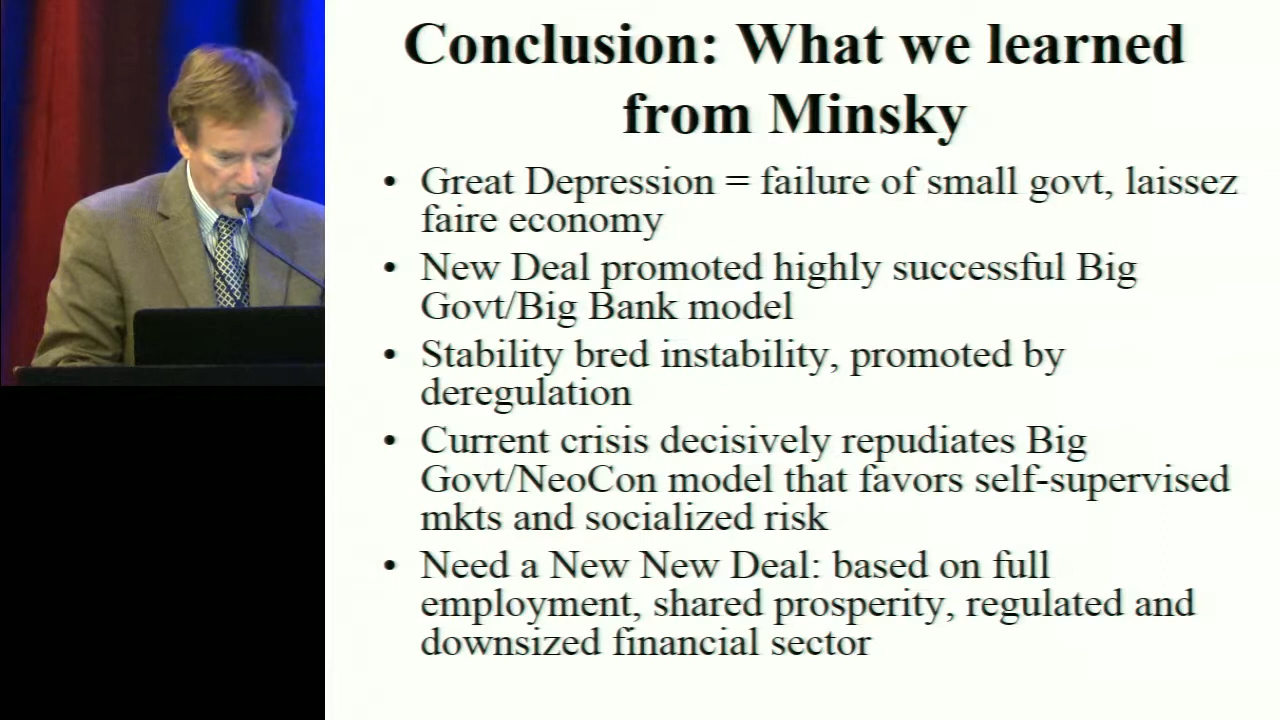 Conclusion: What we learned
from Minsky
• Great Depression = failure of small govt, laissez
faire economy
• New Deal promoted highly successful Big
Govt/Big Bank model
• Stability bred instability, promoted by
deregulation
• Current crisis decisively repudiates Big
Govt/NeoCon model that favors self-supervised
mkts and socialized risk
• Need a New New Deal: based on full
employment, shared prosperity, regulated and
downsized financial sector